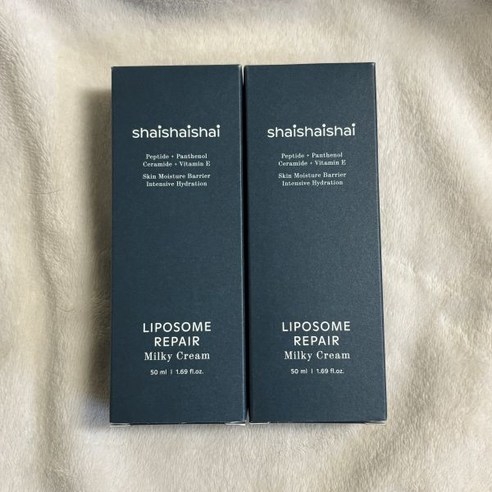 shaishaishai
Peptide + Panthenol
Ceramide + Vitamin E
Skin Moisture Barrier
Intensive Hydration
LIPOSOME
REPAIR
Milky Cream
50 ml | 1.69 fl.oz.
shaishaishai
Peptide + Panthenol
Ceramide + Vitamin E
Skin Moisture Barrier
Intensive Hydration
LIPOSOME
REPAIR
Milky Cream
50 ml | 1.69 fl.oz.